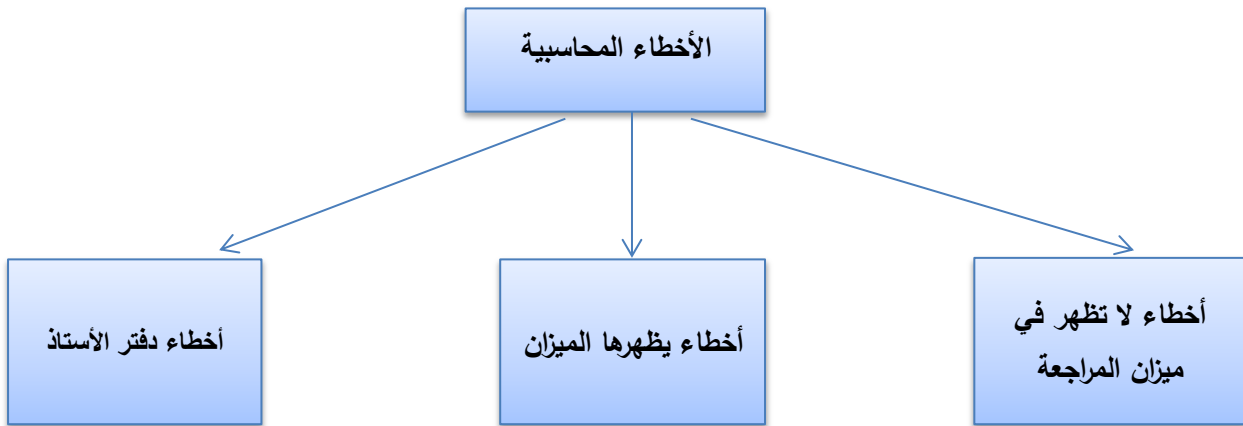 الأخطاء المحاسبية
أخطاء لا تظهر في
ميزان المراجعة
أخطاء يظهرها الميزان
أخطاء دفتر الأستاذ